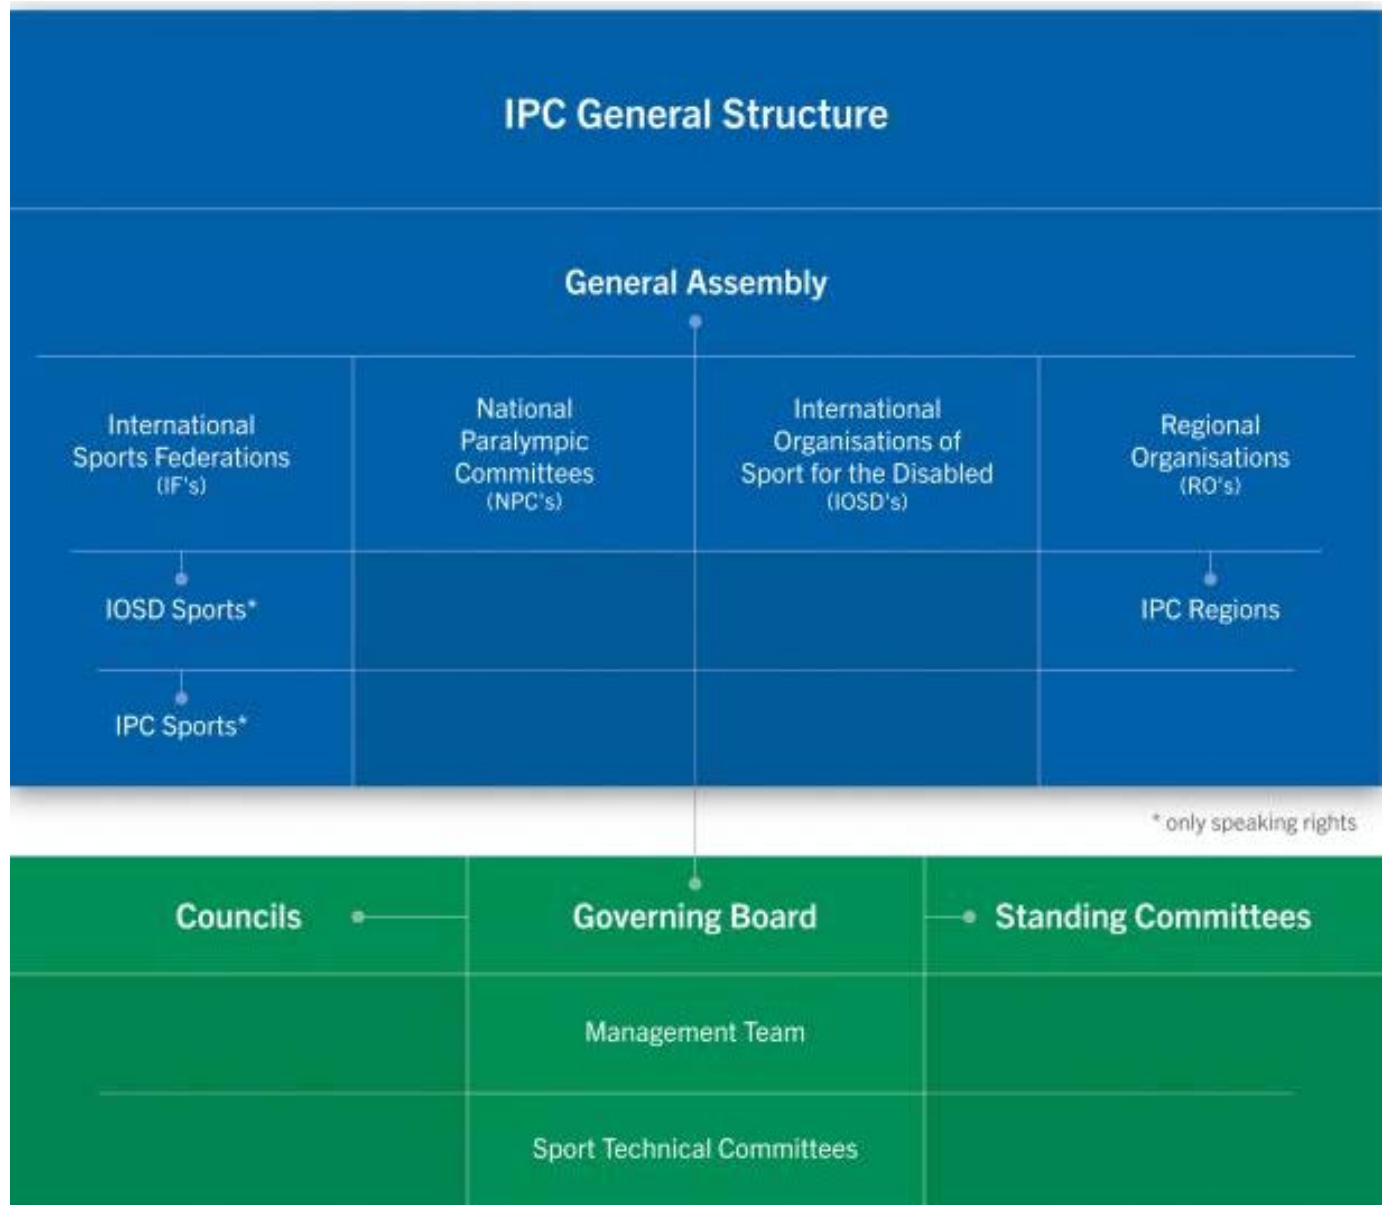 IPC General Structure
General Assembly
International
Sports Federations
(IF's)
National
Paralympic
Committees
(NPC's)
International
Organisations of
Sport for the Disabled
(IOSD's)
Regional
Organisations
(RO's)
IOSD Sports*
IPC Regions
IPC Sports*
* only speaking rights
Councils
Governing Board
Standing Committees
Management Team
Sport Technical Committees